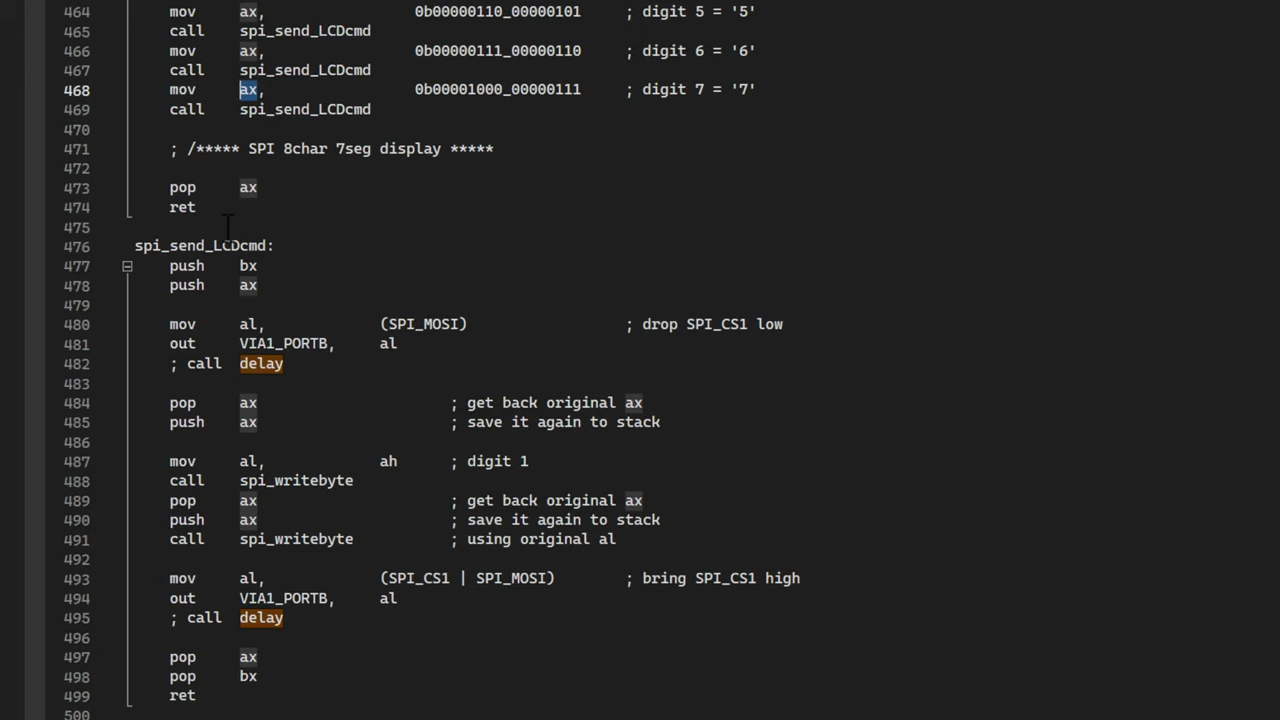 464 mov ax, 0b00000110_00000101 ; digit 5 = '5'
465 call spi_send_LCDcmd
466 mov ax, 0b00000111_00000110 ; digit 6 = '6'
467 call spi_send_LCDcmd
468 mov ax, 0b00001000_00000111 ; digit 7 = '7'
469 call spi_send_LCDcmd
470
471 ; /***** SPI 8char 7seg display *****
472
473 pop ax
474 ret
475
476 spi_send_LCDcmd:
477 push bx
478 push ax
479
480 mov al, (SPI_MOSI) ; drop SPI_CS1 low
481 out VIA1_PORTB, al
482 ; call delay
483
484 pop ax ; get back original ax
485 push ax ; save it again to stack
486
487 mov al, ah ; digit 1
488 call spi_writebyte
489 pop ax ; get back original ax
490 push ax ; save it again to stack
491 call spi_writebyte ; using original al
492
493 mov al, (SPI_CS1 | SPI_MOSI) ; bring SPI_CS1 high
494 out VIA1_PORTB, al
495 ; call delay
496
497 pop ax
498 pop bx
499 ret
500